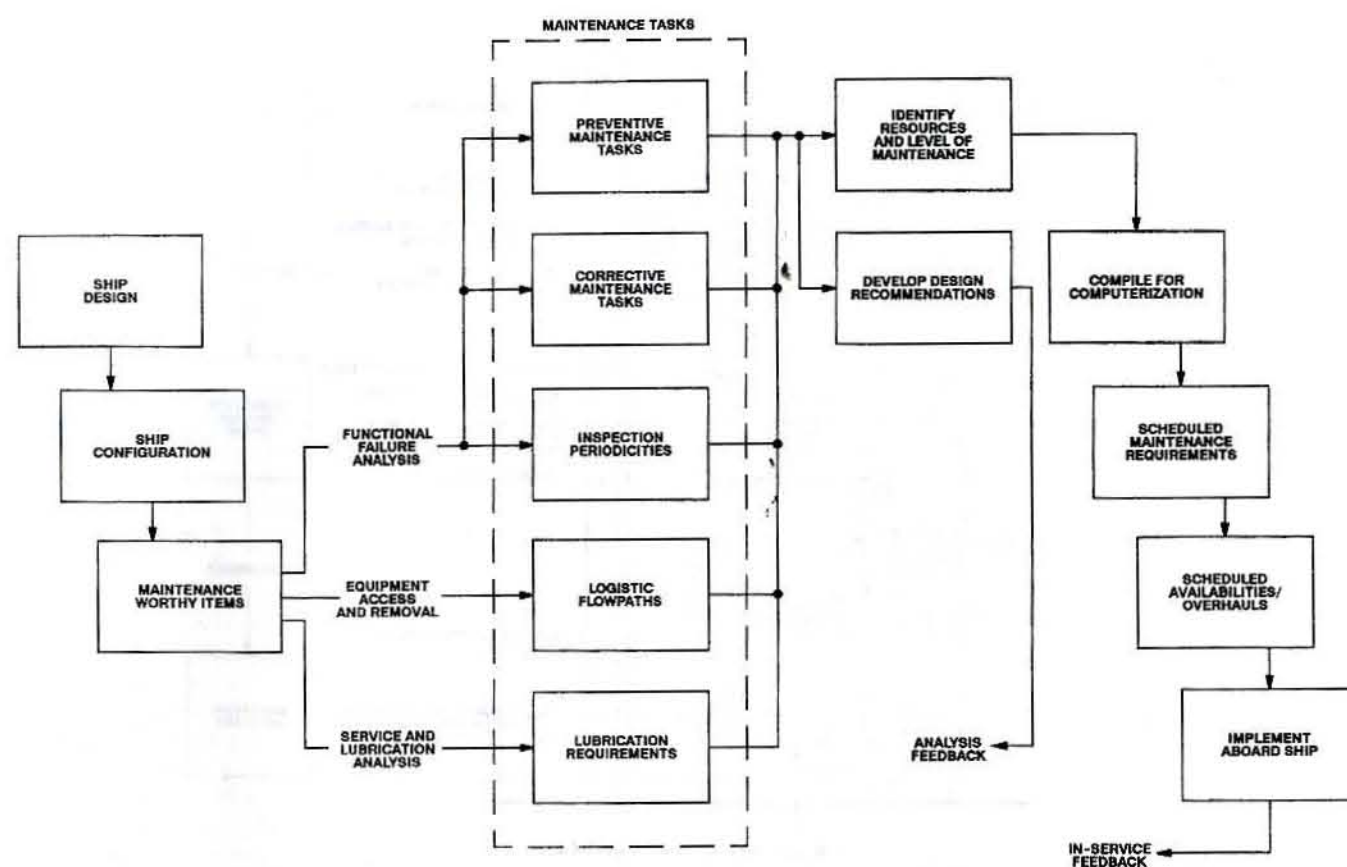 MAINTENANCE TASKS
PREVENTIVE
MAINTENANCE
TASKS
IDENTIFY
RESOURCES
AND LEVEL OF
MAINTENANCE
SHIP
DESIGN
CORRECTIVE
MAINTENANCE
TASKS
DEVELOP DESIGN
RECOMMENDATIONS
COMPILE FOR
COMPUTERIZATION
SHIP
CONFIGURATION
FUNCTIONAL
FAILURE
ANALYSIS
INSPECTION
PERIODICITIES
SCHEDULED
MAINTENANCE
REQUIREMENTS
MAINTENANCE
WORTHY ITEMS
EQUIPMENT
ACCESS
AND REMOVAL
LOGISTIC
FLOWPATHS
SCHEDULED
AVAILABILITIES/
OVERHAULS
SERVICE AND
LUBRICATION
ANALYSIS
LUBRICATION
REQUIREMENTS
ANALYSIS
FEEDBACK
IMPLEMENT
ABOARD SHIP
IN-SERVICE
FEEDBACK